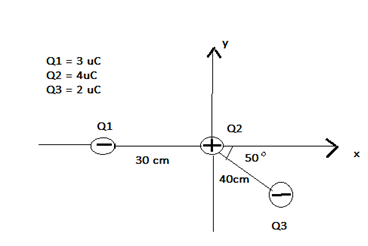 y
Q1 = 3 uC
Q2 = 4uC
Q3 = 2 uC
Q1
Q2
+
30 cm
50°
x
40cm
Q3